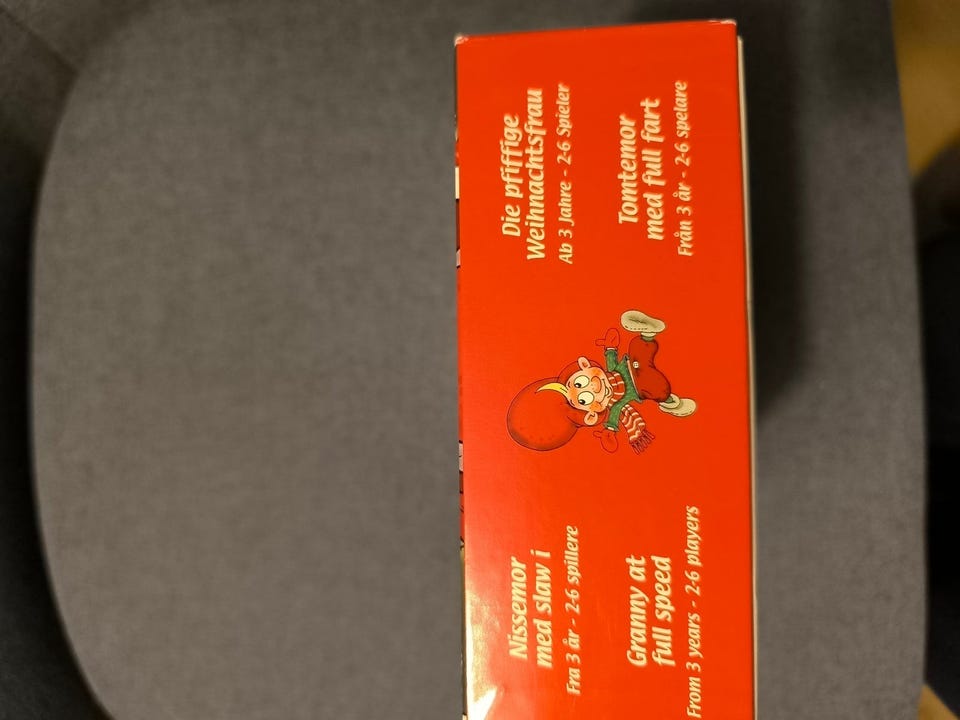 Nissemor
med slaw i
Fra 3 år - 2-6 spillere
Granny at
full speed
From 3 years - 2-6 players
Die pfiffige
Weihnachtsfrau
Ab 3 Jahre - 2-6 Spieler
Tomtemor
med full fart
Från 3 år - 2-6 spelare